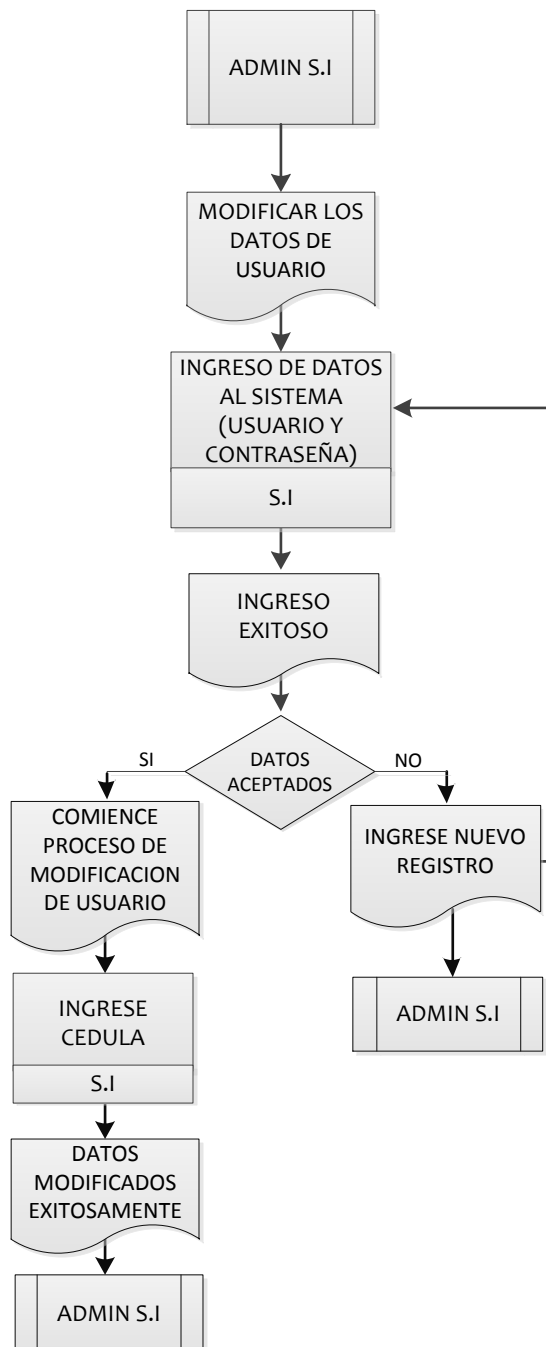 ADMIN S.I
MODIFICAR LOS
DATOS DE
USUARIO
INGRESO DE DATOS
AL SISTEMA
(USUARIO Y
CONTRASEÑA)
S.I
INGRESO
EXITOSO
DATOS
ACEPTADOS
SI
NO
COMIENCE
PROCESO DE
MODIFICACION
DE USUARIO
INGRESE NUEVO
REGISTRO
INGRESE
CEDULA
S.I
ADMIN S.I
DATOS
MODIFICADOS
EXITOSAMENTE
ADMIN S.I